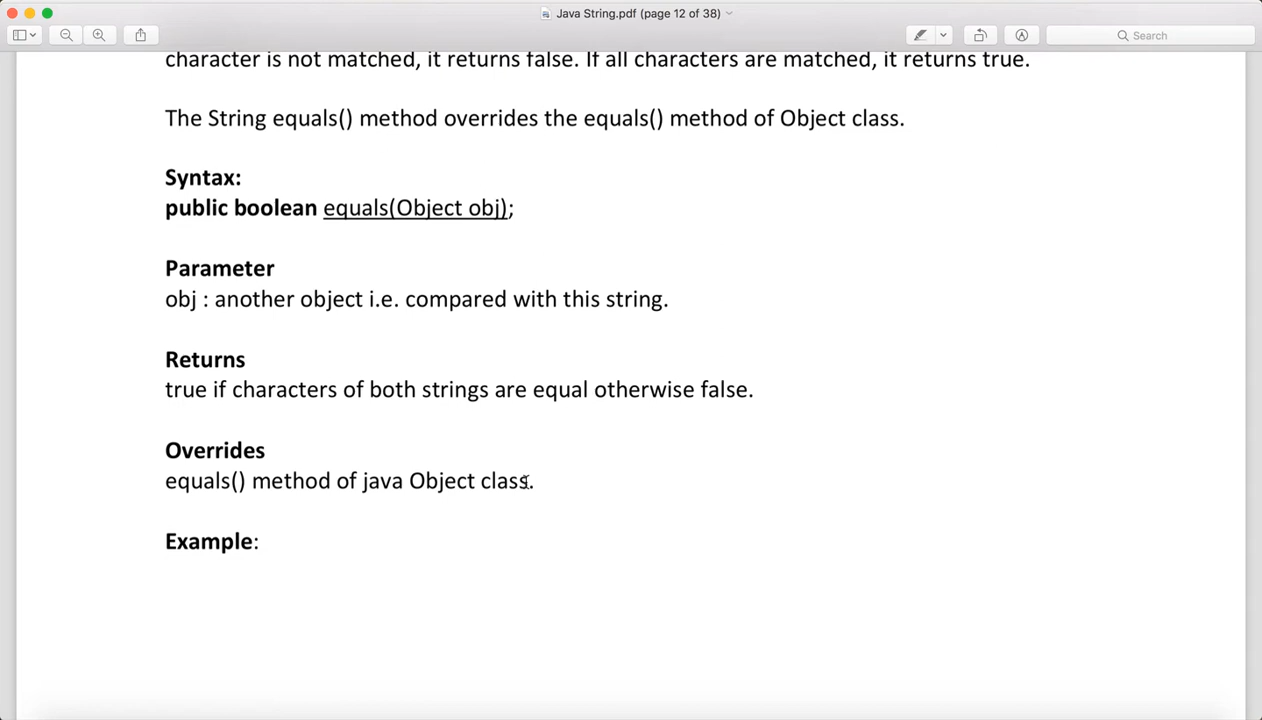 Java String.pdf (page 12 of 38)
Search
character is not matched, it returns false. If all characters are matched, it returns true.
The String equals() method overrides the equals() method of Object class.
Syntax:
public boolean equals(Object obj);
Parameter
obj : another object i.e. compared with this string.
Returns
true if characters of both strings are equal otherwise false.
Overrides
equals() method of java Object class.
Example: